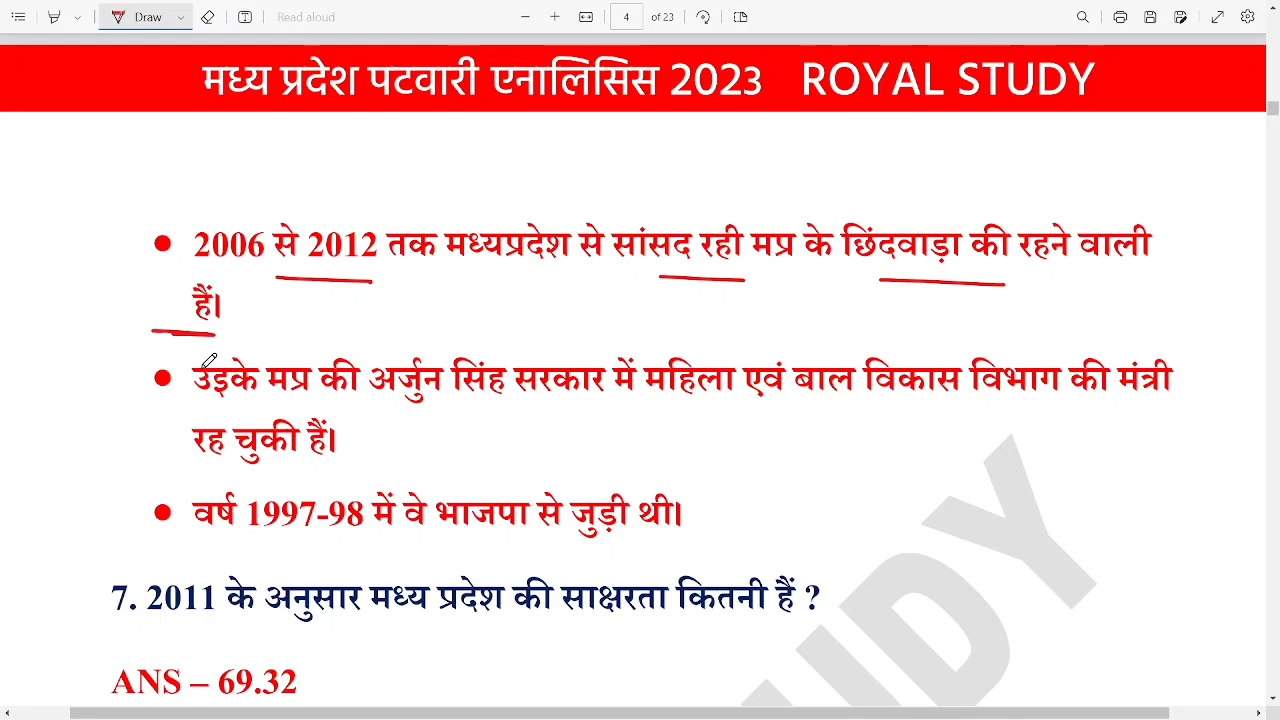 Draw
Read aloud
4
of 23
मध्य प्रदेश पटवारी एनालिसिस 2023 ROYAL STUDY
• 2006 से 2012 तक मध्यप्रदेश से सांसद रही मप्र के छिंदवाड़ा की रहने वाली
हैं।
• उइके मप्र की अर्जुन सिंह सरकार में महिला एवं बाल विकास विभाग की मंत्री
रह चुकी हैं।
• वर्ष 1997-98 में वे भाजपा से जुड़ी थी।
7. 2011 के अनुसार मध्य प्रदेश की साक्षरता कितनी हैं ?
ANS – 69.32
UDY